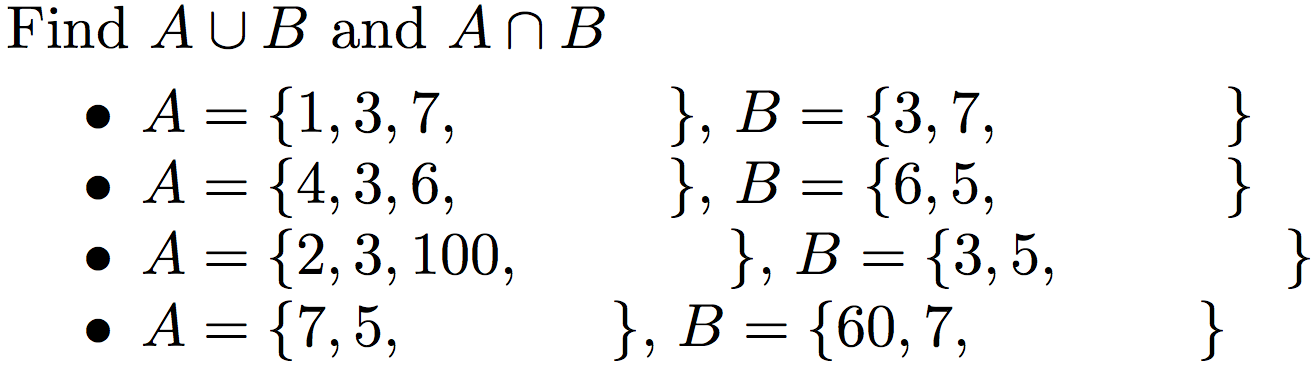 Find A ∪ B and A ∩ B
• A = {1, 3, 7, }, B = {3, 7, }
• A = {4, 3, 6, }, B = {6, 5, }
• A = {2, 3, 100, }, B = {3, 5, }
• A = {7, 5, }, B = {60, 7, }